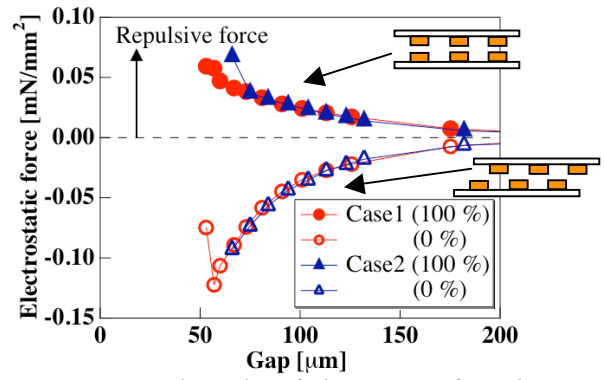 Electrostatic force [mN/mm²]
0.10
0.05
0.00
-0.05
-0.10
-0.15
Repulsive force
Case1 (100 %)
(0 %)
Case2 (100 %)
(0 %)
0
50
100
150
200
Gap [μm]